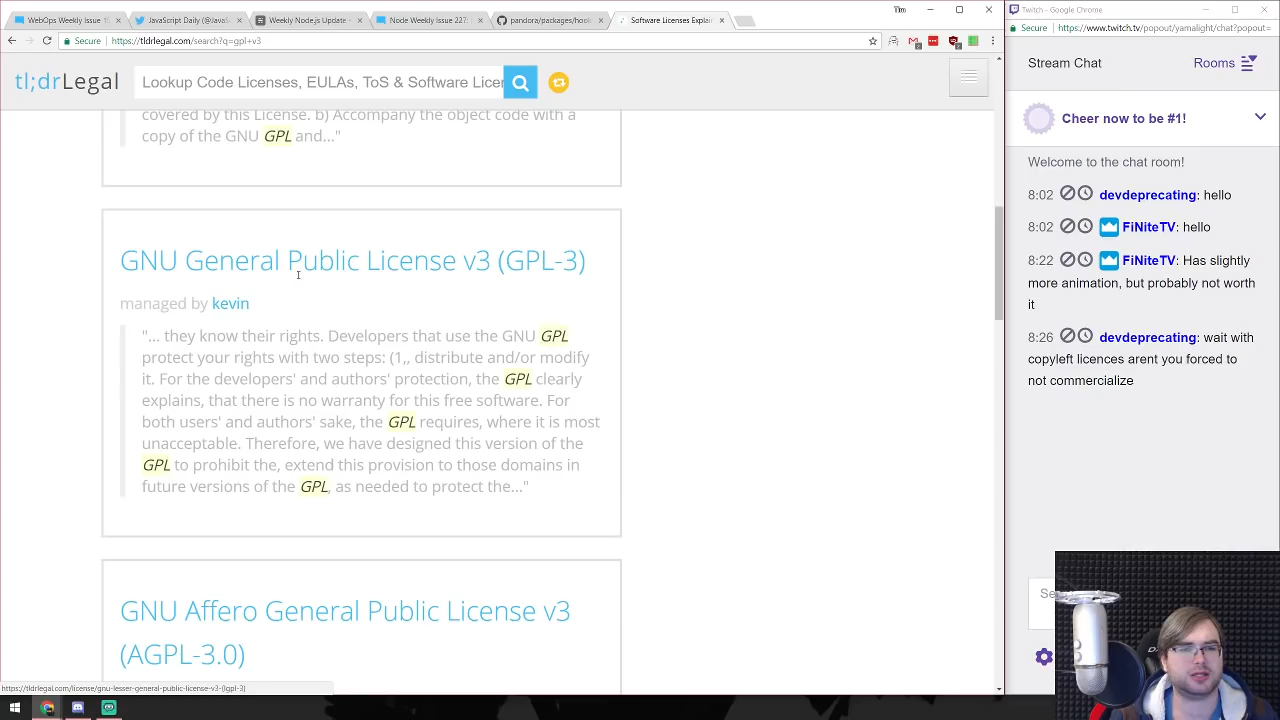 WebOps Weekly Issue 15
JavaScript Daily (@JavaS
Weekly Node.js Update -
Node Weekly Issue 227:
pandora/packages/hook
Software Licenses Explain
Tim
Secure
https://tldrlegal.com/search?q=gpl+v3
2
2
tl;drLegal
Lookup Code Licenses, EULAs, ToS & Software Licen
covered by this License. b) Accompany the object code with a
copy of the GNU GPL and..."
GNU General Public License v3 (GPL-3)
managed by kevin
"... they know their rights. Developers that use the GNU GPL
protect your rights with two steps: (1,, distribute and/or modify
it. For the developers' and authors' protection, the GPL clearly
explains, that there is no warranty for this free software. For
both users' and authors' sake, the GPL requires, where it is most
unacceptable. Therefore, we have designed this version of the
GPL to prohibit the, extend this provision to those domains in
future versions of the GPL, as needed to protect the..."
GNU Affero General Public License v3
(AGPL-3.0)
https://tldrlegal.com/license/gnu-lesser-general-public-license-v3-(lgpl-3)
Twitch - Google Chrome
Secure
https://www.twitch.tv/popout/yamalight/chat?popout=
Stream Chat
Rooms
Cheer now to be #1!
Welcome to the chat room!
8:02 devdeprecating: hello
8:02 FiNiteTV: hello
8:22 FiNiteTV: Has slightly
more animation, but probably not worth
it
8:26 devdeprecating: wait with
copyleft licences arent you forced to
not commercialize